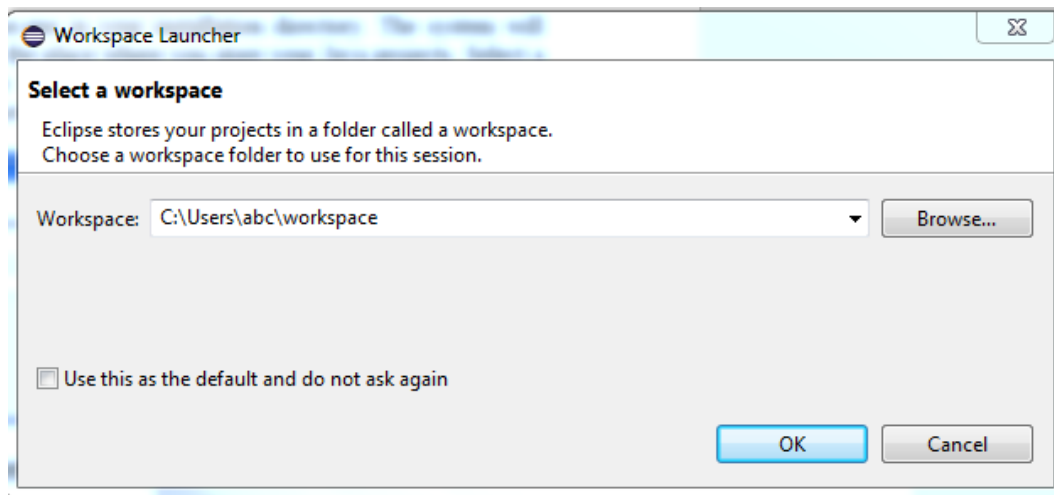 Workspace Launcher
Select a workspace
Eclipse stores your projects in a folder called a workspace.
Choose a workspace folder to use for this session.
Workspace: C:\Users\abc\workspace Browse...
Use this as the default and do not ask again
OK Cancel